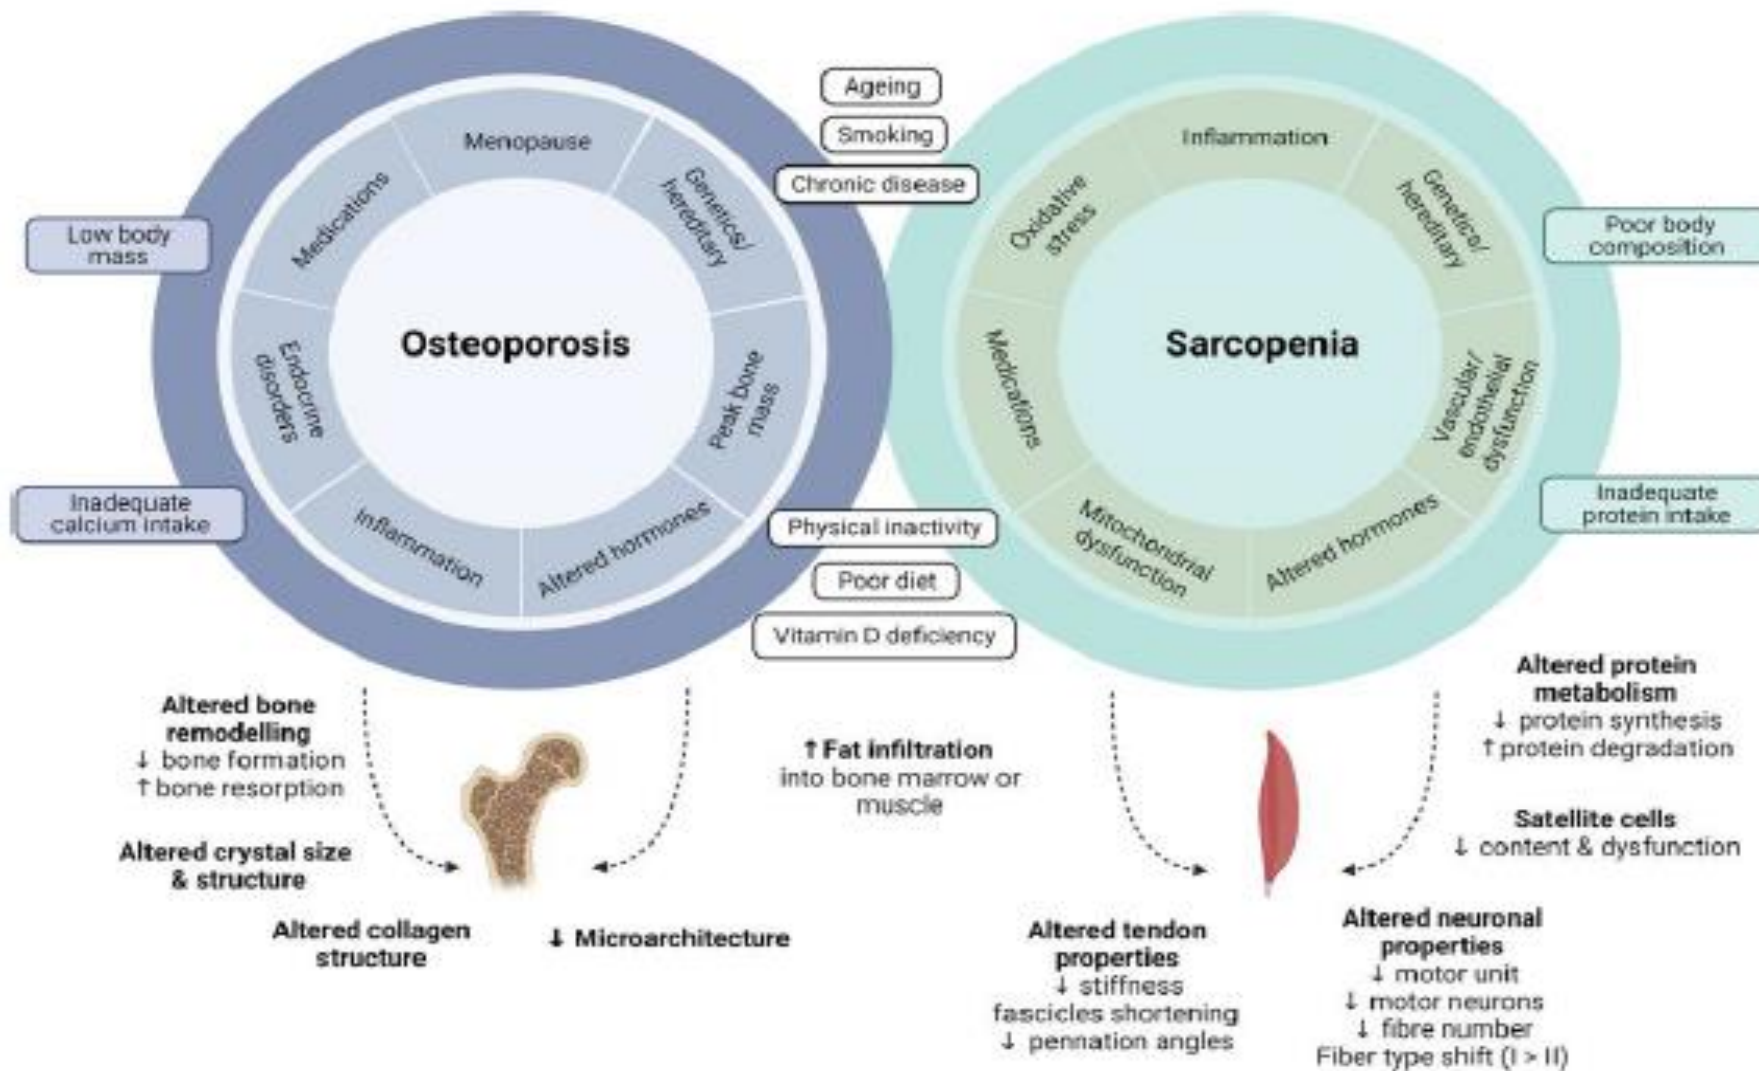 Ageing
Smoking
Chronic disease
Low body
mass
Inadequate
calcium intake
Menopause
Genetics/
hereditary
Peak bone
mass
Altered hormones
Inflammation
Endocrine
disorders
Medications
Osteoporosis
Physical inactivity
Poor diet
Vitamin D deficiency
Inflammation
Genetics/
hereditary
Vascular/
endothelial
dysfunction
Altered hormones
Mitochondrial
dysfunction
Medications
Oxidative
stress
Sarcopenia
Poor body
composition
Inadequate
protein intake
Altered bone
remodelling
↓ bone formation
↑ bone resorption
Altered crystal size
& structure
Altered collagen
structure
↓ Microarchitecture
↑ Fat infiltration
into bone marrow or
muscle
Altered protein
metabolism
↓ protein synthesis
↑ protein degradation
Satellite cells
↓ content & dysfunction
Altered tendon
properties
↓ stiffness
fascicles shortening
↓ pennation angles
Altered neuronal
properties
↓ motor unit
↓ motor neurons
↓ fibre number
Fiber type shift (I > II)